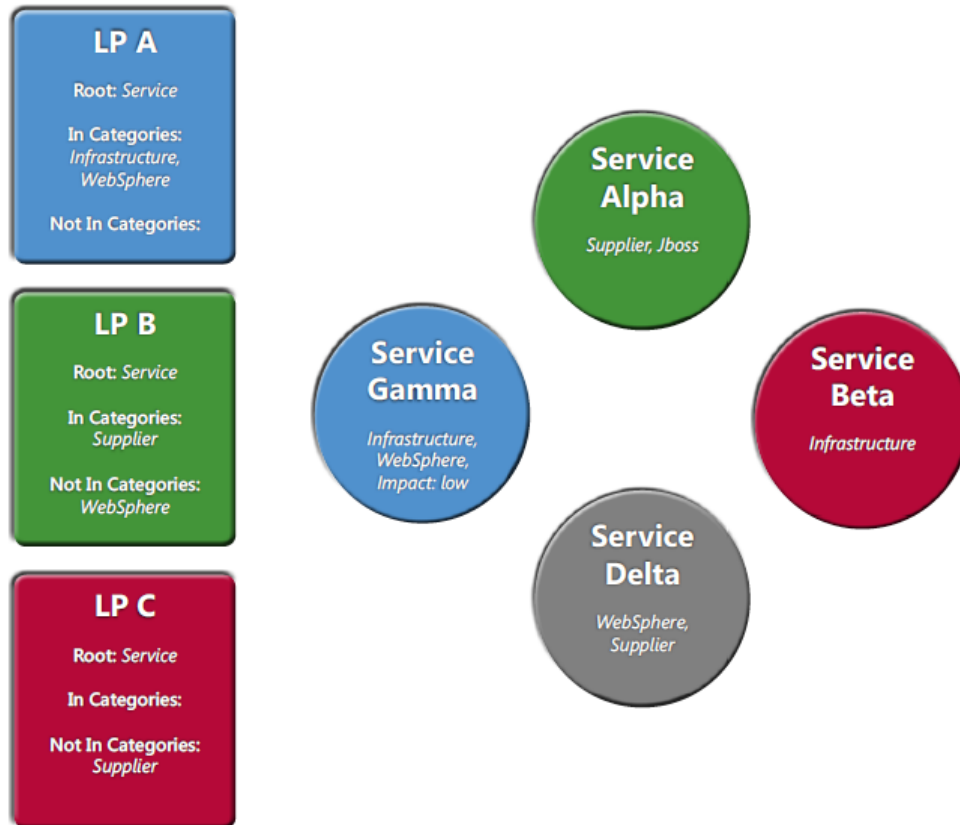 LP A
Root: Service
In Categories:
Infrastructure,
WebSphere
Not In Categories:
LP B
Root: Service
In Categories:
Supplier
Not In Categories:
WebSphere
LP C
Root: Service
In Categories:
Not In Categories:
Supplier
Service
Alpha
Supplier, Jboss
Service
Gamma
Infrastructure,
WebSphere,
Impact: low
Service
Beta
Infrastructure
Service
Delta
WebSphere,
Supplier